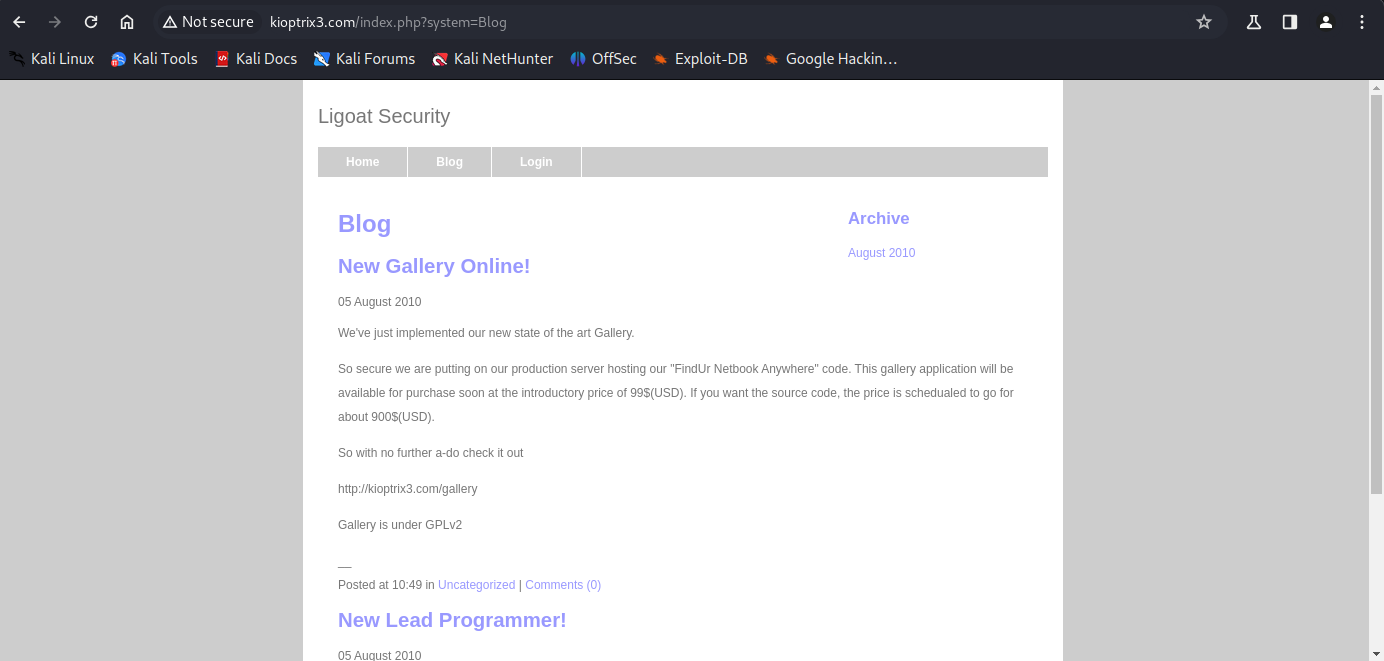 Not secure kioptrix3.com/index.php?system=Blog
Kali Linux Kali Tools Kali Docs Kali Forums Kali NetHunter OffSec Exploit-DB Google Hackin…
Ligoat Security
Home Blog Login
Blog
New Gallery Online!
05 August 2010
We've just implemented our new state of the art Gallery.
So secure we are putting on our production server hosting our "FindUr Netbook Anywhere" code. This gallery application will be
available for purchase soon at the introductory price of 99$(USD). If you want the source code, the price is schedualed to go for
about 900$(USD).
So with no further a-do check it out
http://kioptrix3.com/gallery
Gallery is under GPLv2
__
Posted at 10:49 in Uncategorized | Comments (0)
New Lead Programmer!
05 August 2010
Archive
August 2010